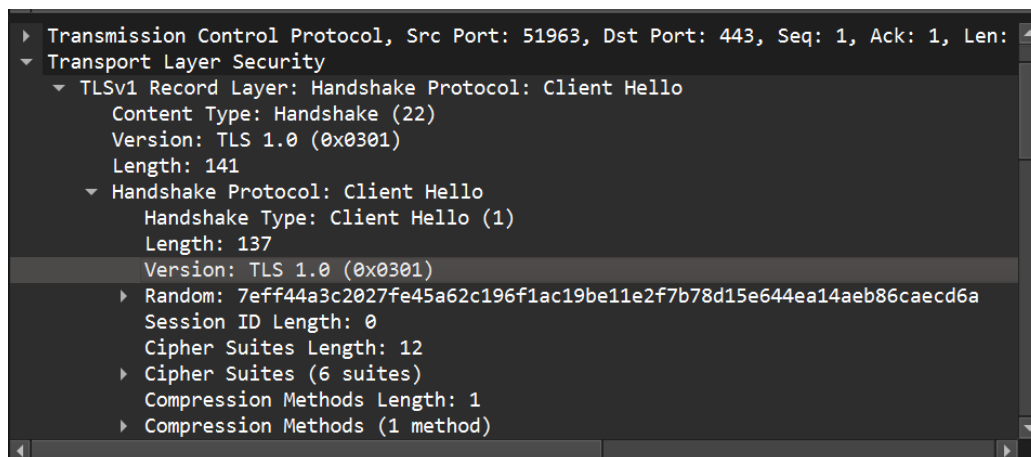 Transmission Control Protocol, Src Port: 51963, Dst Port: 443, Seq: 1, Ack: 1, Len:
Transport Layer Security
TLSv1 Record Layer: Handshake Protocol: Client Hello
Content Type: Handshake (22)
Version: TLS 1.0 (0x0301)
Length: 141
Handshake Protocol: Client Hello
Handshake Type: Client Hello (1)
Length: 137
Version: TLS 1.0 (0x0301)
Random: 7eff44a3c2027fe45a62c196f1ac19be11e2f7b78d15e644ea14aeb86caecd6a
Session ID Length: 0
Cipher Suites Length: 12
Cipher Suites (6 suites)
Compression Methods Length: 1
Compression Methods (1 method)